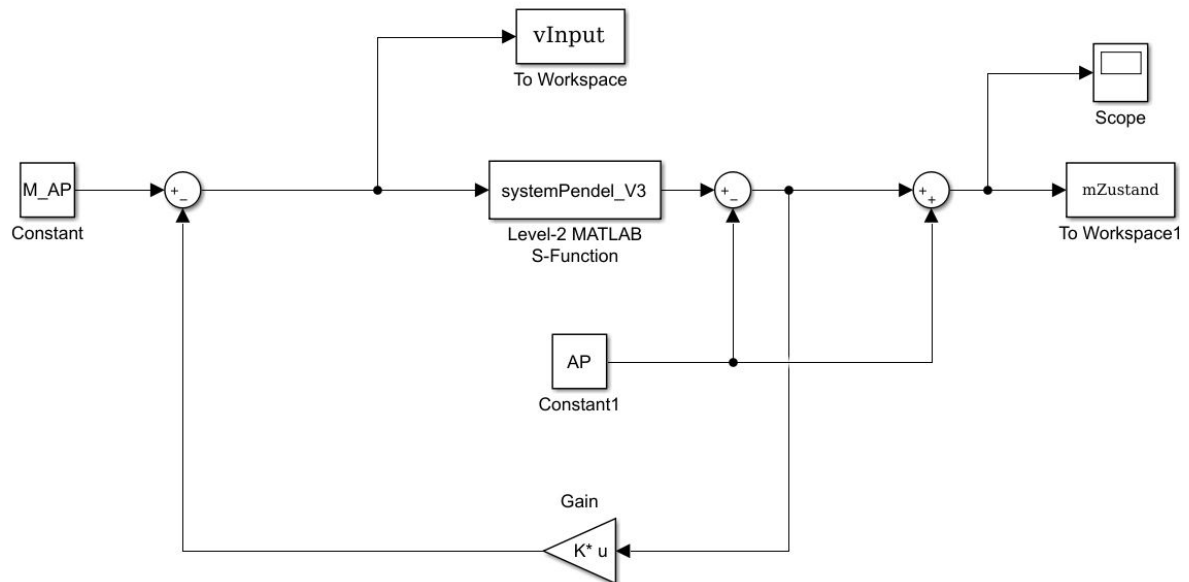 vInput
To Workspace
Scope
M_AP
+
−
systemPendel_V3
+
−
+
+
mZustand
Constant
Level-2 MATLAB
S-Function
To Workspace1
AP
Constant1
Gain
K* u